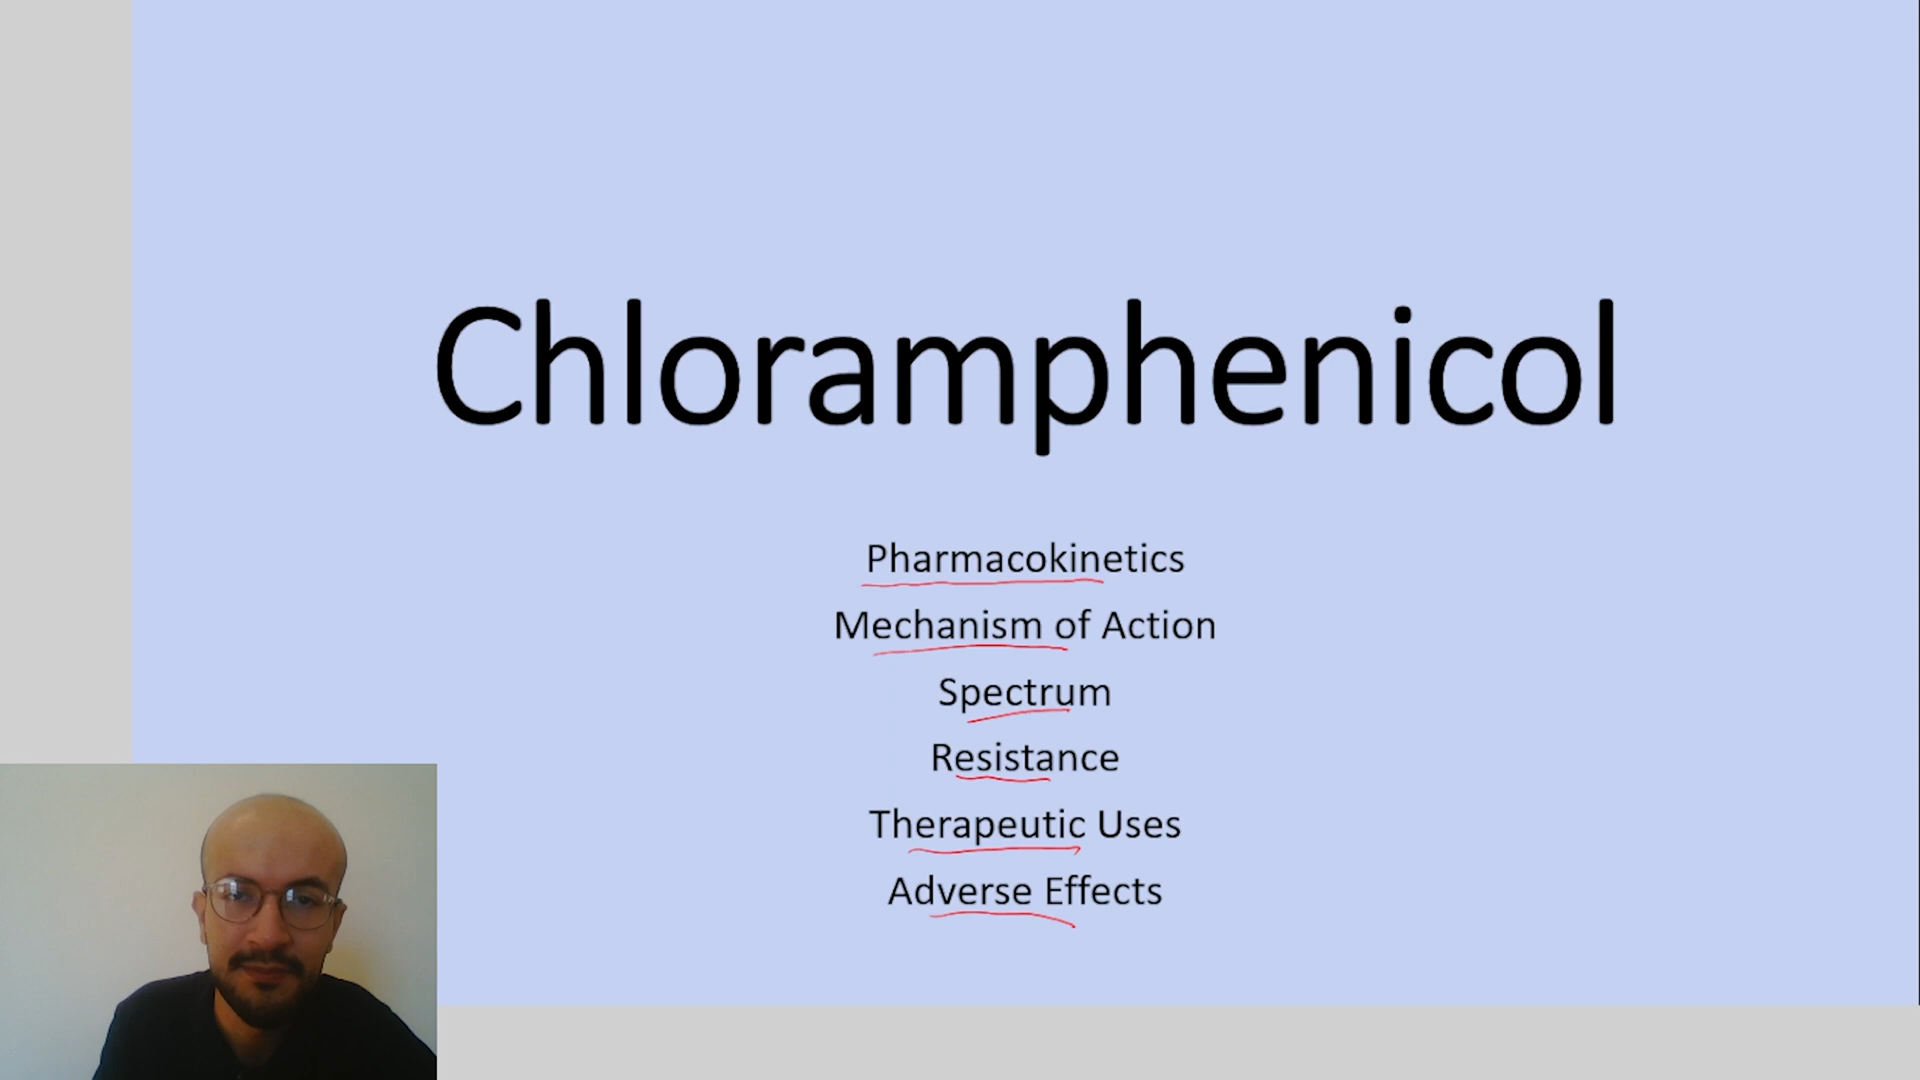 Chloramphenicol
Pharmacokinetics
Mechanism of Action
Spectrum
Resistance
Therapeutic Uses
Adverse Effects